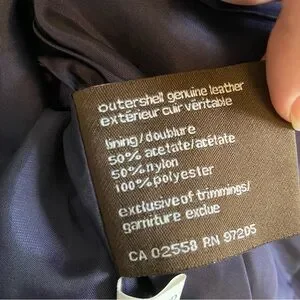 outershell genuine leather
extérieur cuir véritable
lining/doublure
50% acetate/acétate
50% nylon
100% polyester
exclusive of trimmings/
garniture exclue
CA 02558 RN 97205